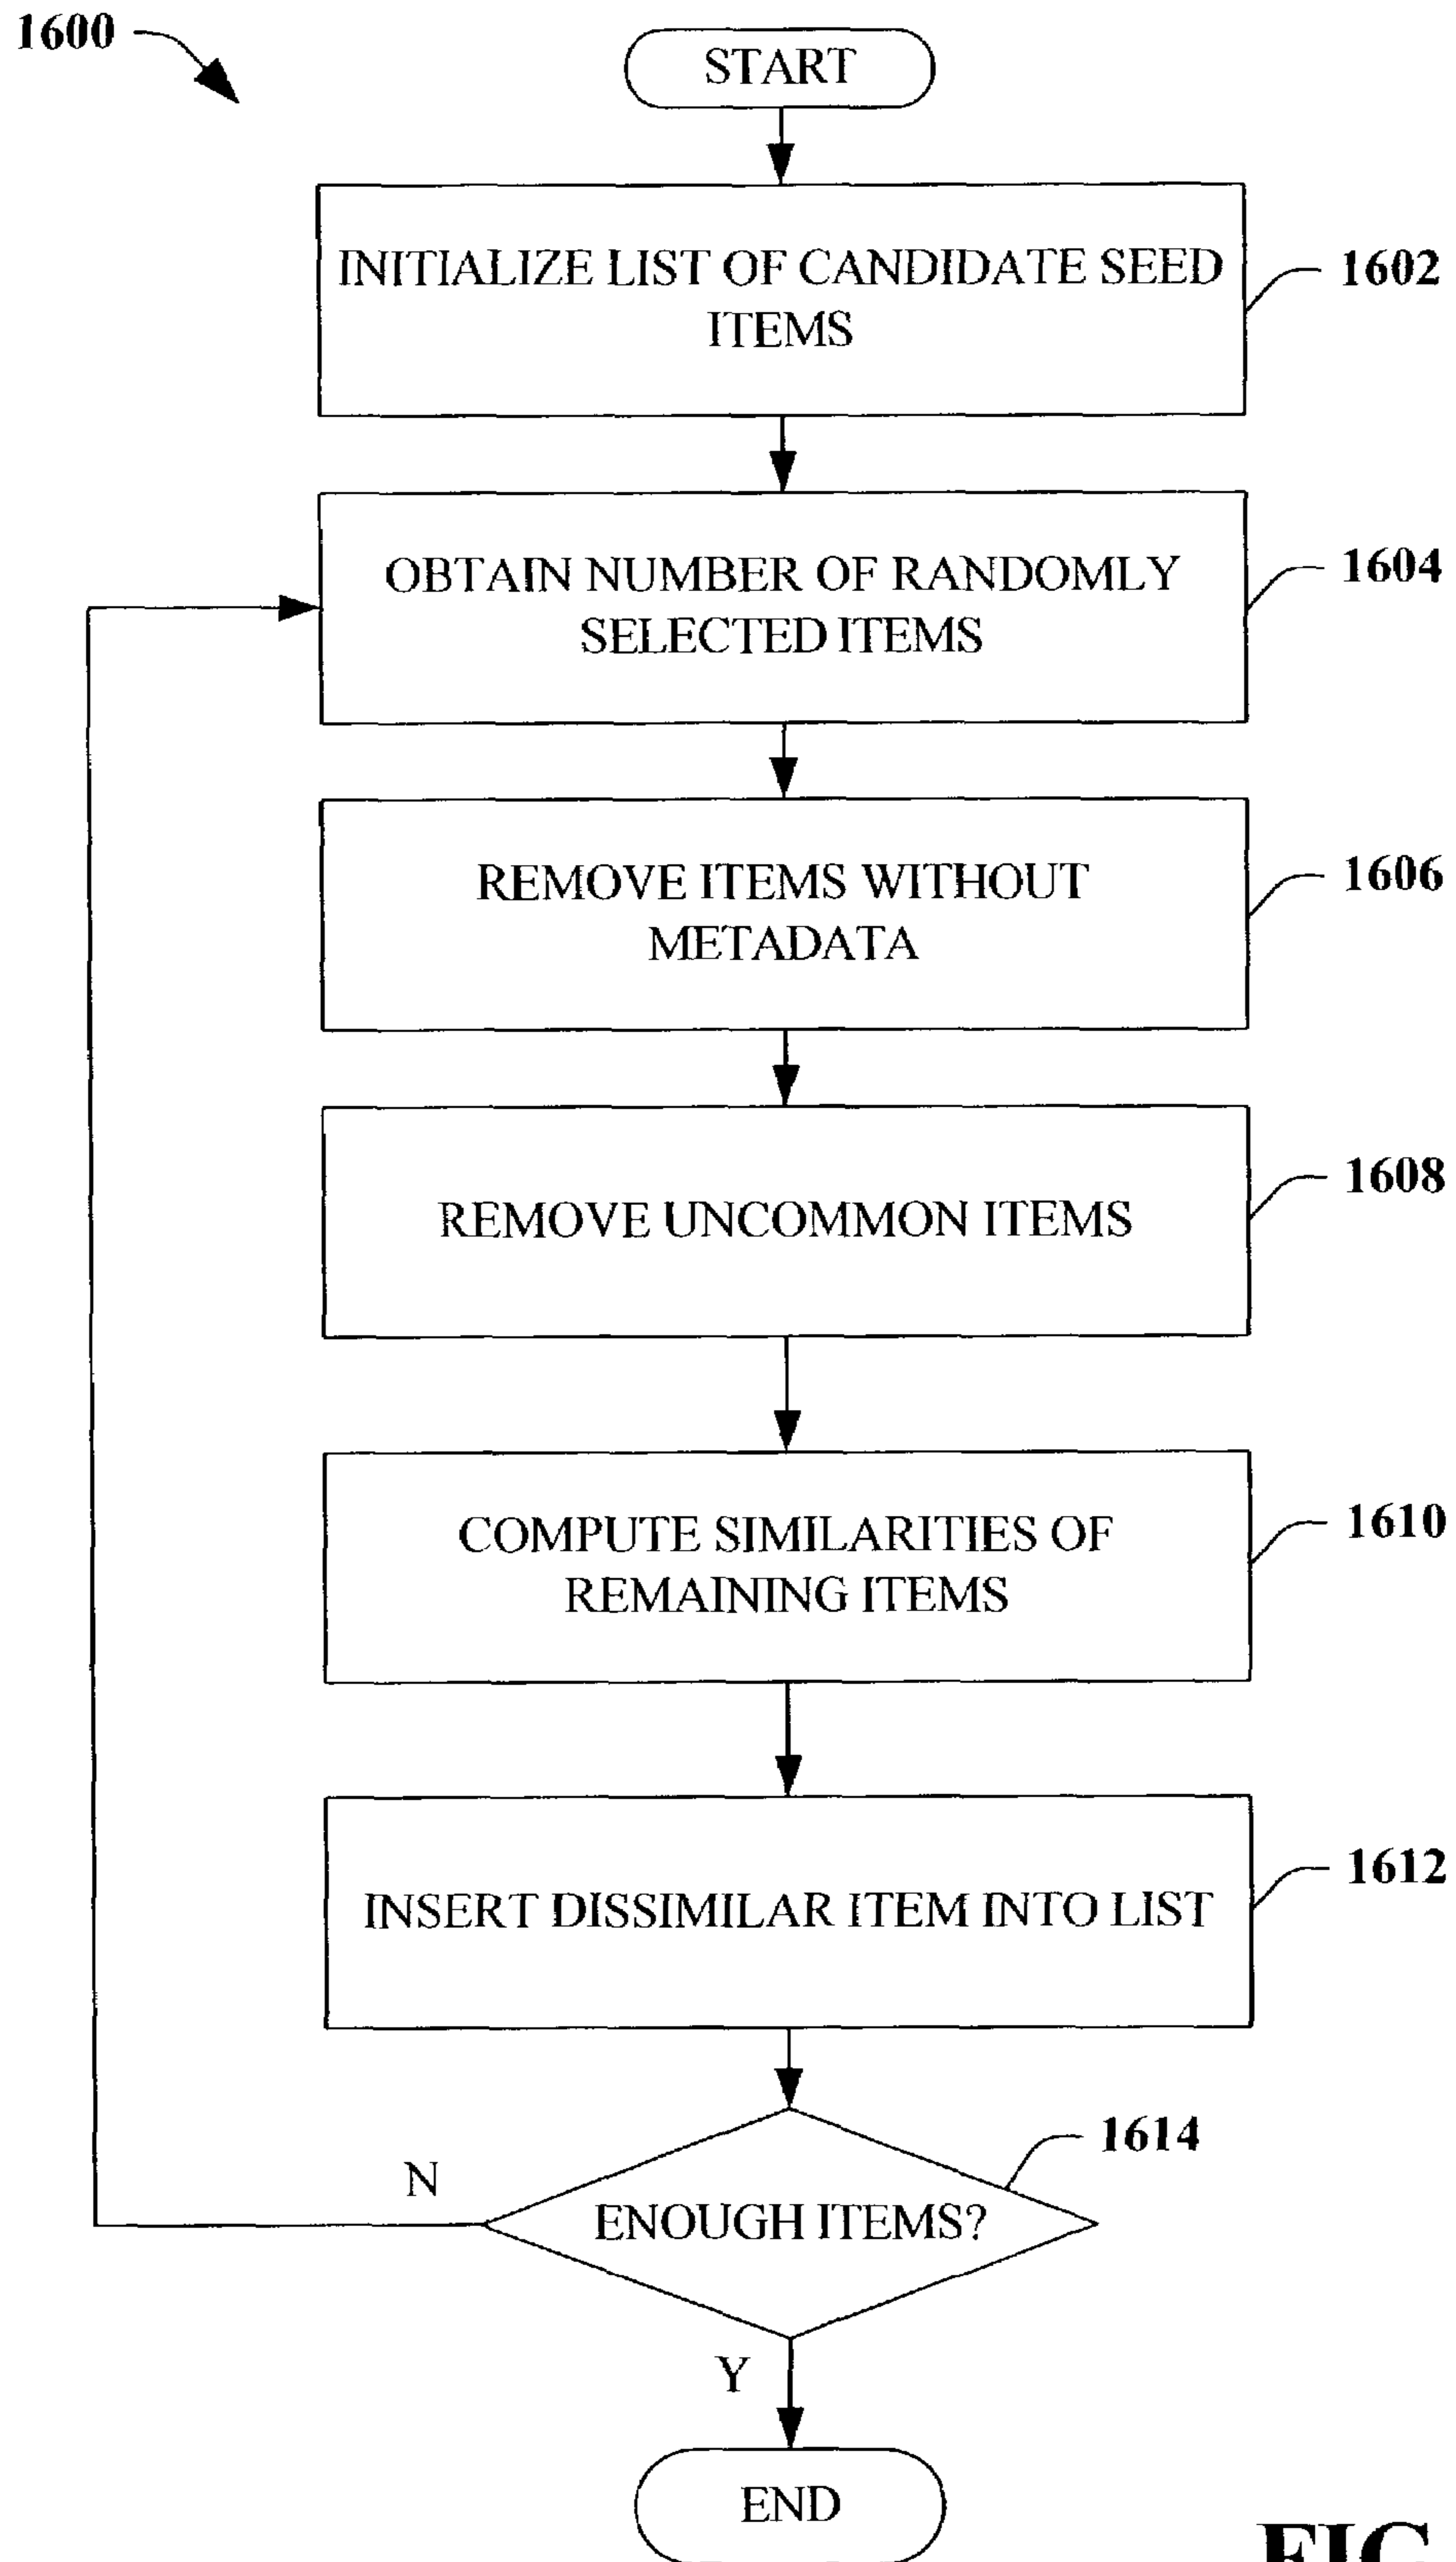 1600
START
INITIALIZE LIST OF CANDIDATE SEED
ITEMS
1602
OBTAIN NUMBER OF RANDOMLY
SELECTED ITEMS
1604
REMOVE ITEMS WITHOUT
METADATA
1606
REMOVE UNCOMMON ITEMS
1608
COMPUTE SIMILARITIES OF
REMAINING ITEMS
1610
INSERT DISSIMILAR ITEM INTO LIST
1612
1614
N
ENOUGH ITEMS?
Y
END